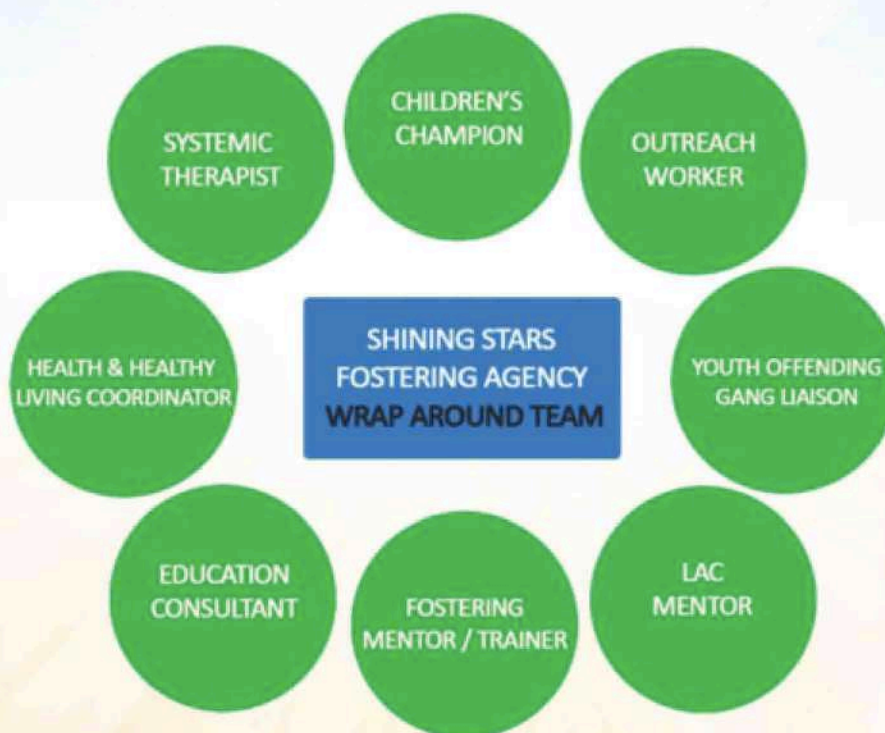 CHILDREN'S
CHAMPION
SYSTEMIC
THERAPIST
OUTREACH
WORKER
HEALTH & HEALTHY
LIVING COORDINATOR
SHINING STARS
FOSTERING AGENCY
WRAP AROUND TEAM
YOUTH OFFENDING
GANG LIAISON
EDUCATION
CONSULTANT
FOSTERING
MENTOR / TRAINER
LAC
MENTOR